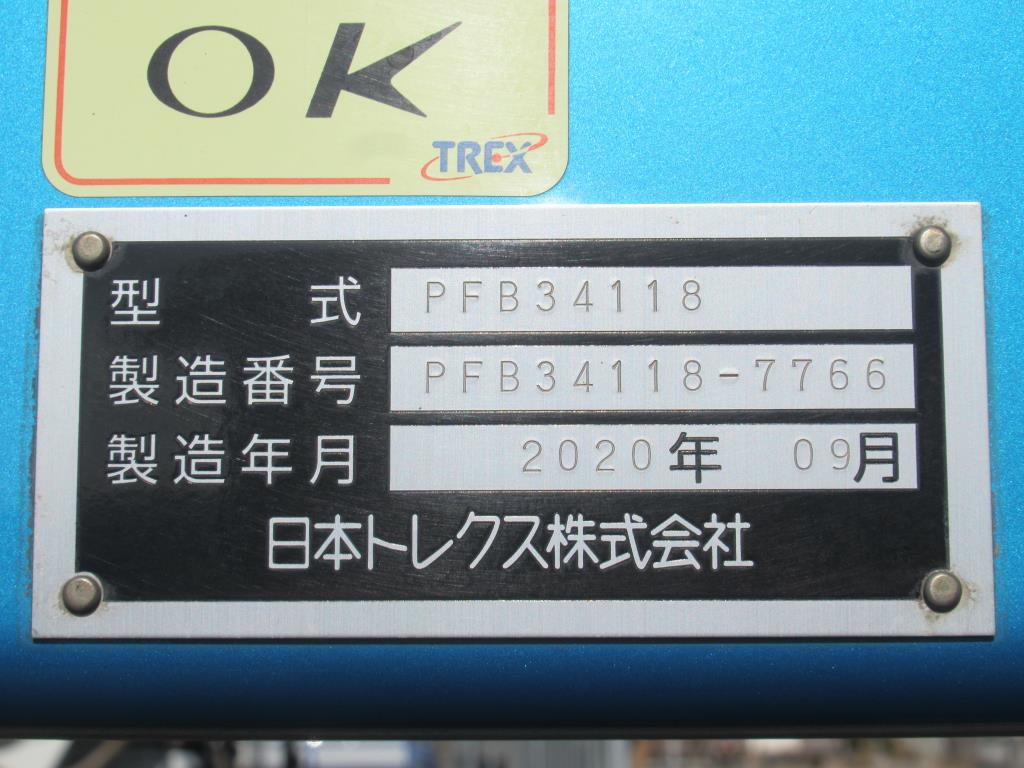 OK
TREX
型式 PFB34118
製造番号 PFB34118-7766
製造年月 2020年 09月
日本トレクス株式会社